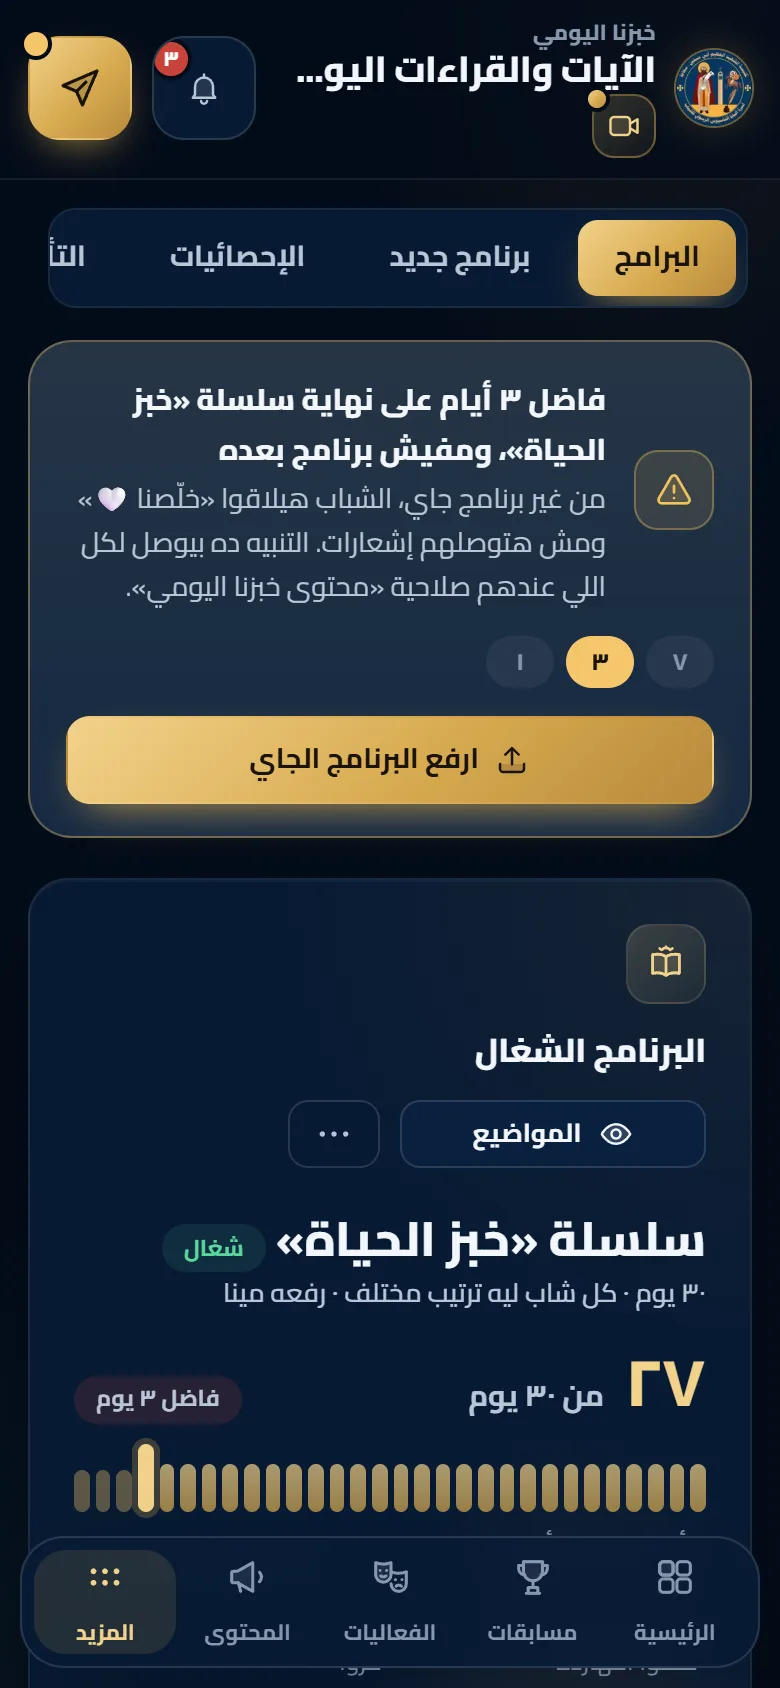 خبزنا اليومي
الآيات والقراءات اليو...
٣
البرامج
برنامج جديد
الإحصائيات
التأ
فاضل ٣ أيام على نهاية سلسلة «خبز
الحياة»، ومفيش برنامج بعده
من غير برنامج جاي، الشباب هيلاقوا «خلّصنا 🤍»
ومش هتوصلهم إشعارات. التنبيه ده بيوصل لكل
اللي عندهم صلاحية «محتوى خبزنا اليومي».
٧
٣
١
ارفع البرنامج الجاي
البرنامج الشغال
المواضيع
سلسلة «خبز الحياة»
شغال
٣٠ يوم · كل شاب ليه ترتيب مختلف · رفعه مينا
٢٧ من ٣٠ يوم
فاضل ٣ يوم
الرئيسية
مسابقات
الفعاليات
المحتوى
المزيد